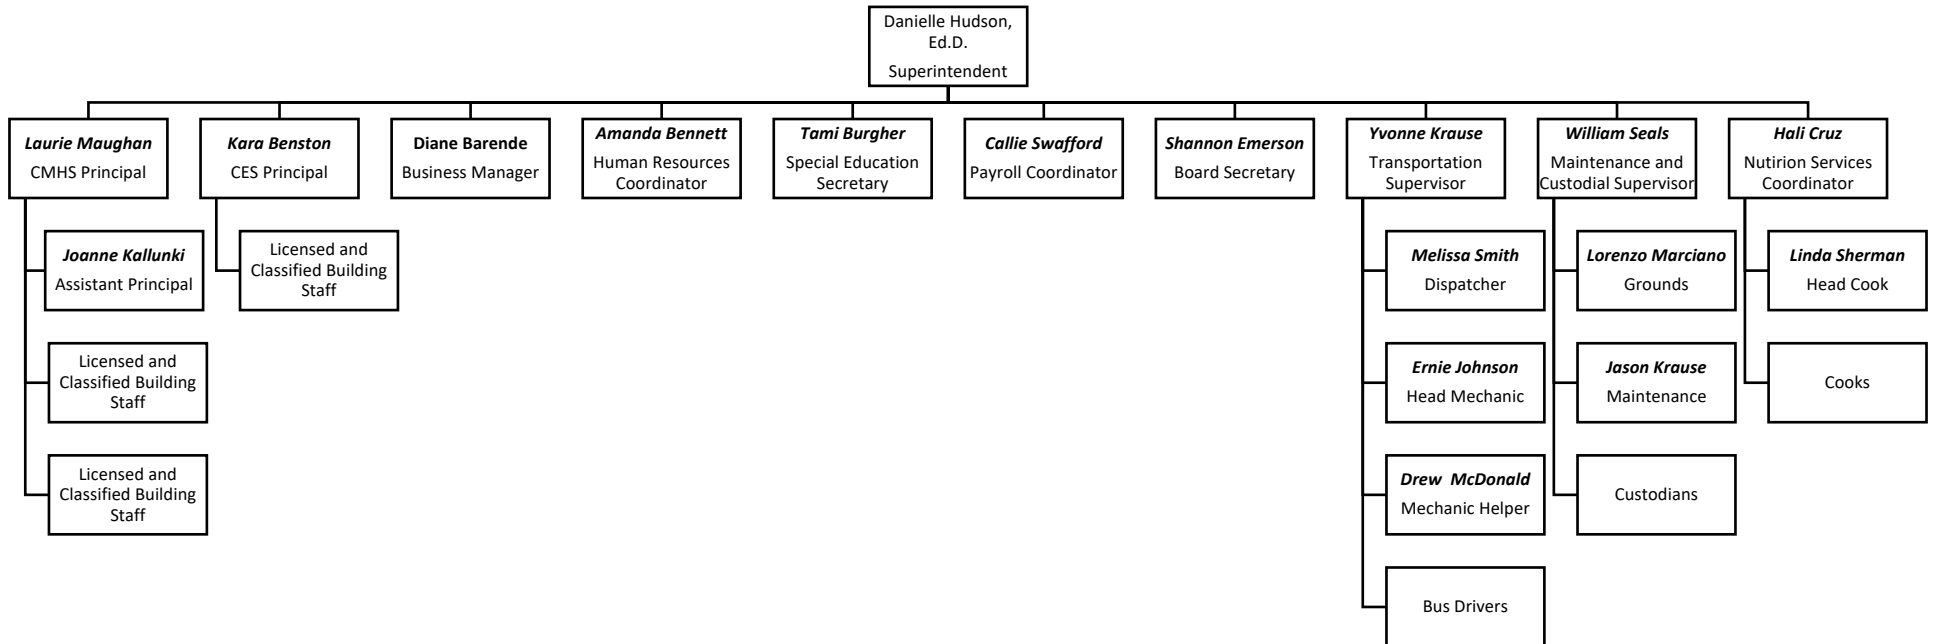 Danielle Hudson,
Ed.D.
Superintendent
Laurie Maughan
CMHS Principal
Kara Benston
CES Principal
Diane Barende
Business Manager
Amanda Bennett
Human Resources
Coordinator
Tami Burgher
Special Education
Secretary
Callie Swafford
Payroll Coordinator
Shannon Emerson
Board Secretary
Yvonne Krause
Transportation
Supervisor
William Seals
Maintenance and
Custodial Supervisor
Hali Cruz
Nutirion Services
Coordinator
Joanne Kallunki
Assistant Principal
Licensed and
Classified Building
Staff
Melissa Smith
Dispatcher
Lorenzo Marciano
Grounds
Linda Sherman
Head Cook
Licensed and
Classified Building
Staff
Ernie Johnson
Head Mechanic
Jason Krause
Maintenance
Cooks
Licensed and
Classified Building
Staff
Drew McDonald
Mechanic Helper
Custodians
Bus Drivers